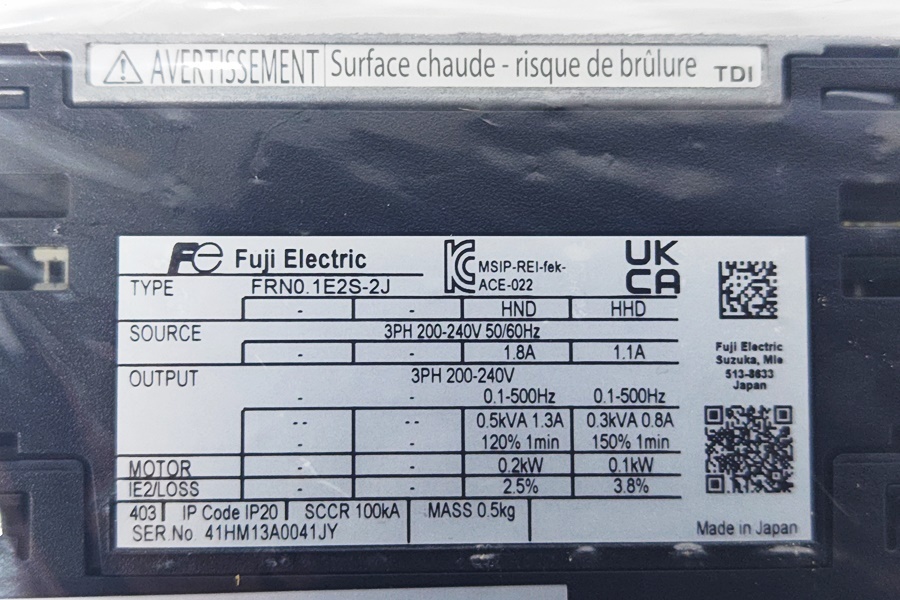 AVERTISSEMENT Surface chaude - risque de brûlure TDI
Fe Fuji Electric
KC MSIP-REI-fek-
ACE-022
UK
CA
TYPE FRN0.1E2S-2J
- - HND HHD
SOURCE 3PH 200-240V 50/60Hz
- - 1.8A 1.1A
OUTPUT 3PH 200-240V
- 0.1-500Hz 0.1-500Hz
-- -- 0.5kVA 1.3A 0.3kVA 0.8A
- - 120% 1min 150% 1min
MOTOR - - 0.2kW 0.1kW
IE2/LOSS - - 2.5% 3.8%
403 IP Code IP20 SCCR 100kA MASS 0.5kg
SER.No. 41HM13A0041JY
Fuji Electric
Suzuka, Mie
513-8633
Japan
Made in Japan